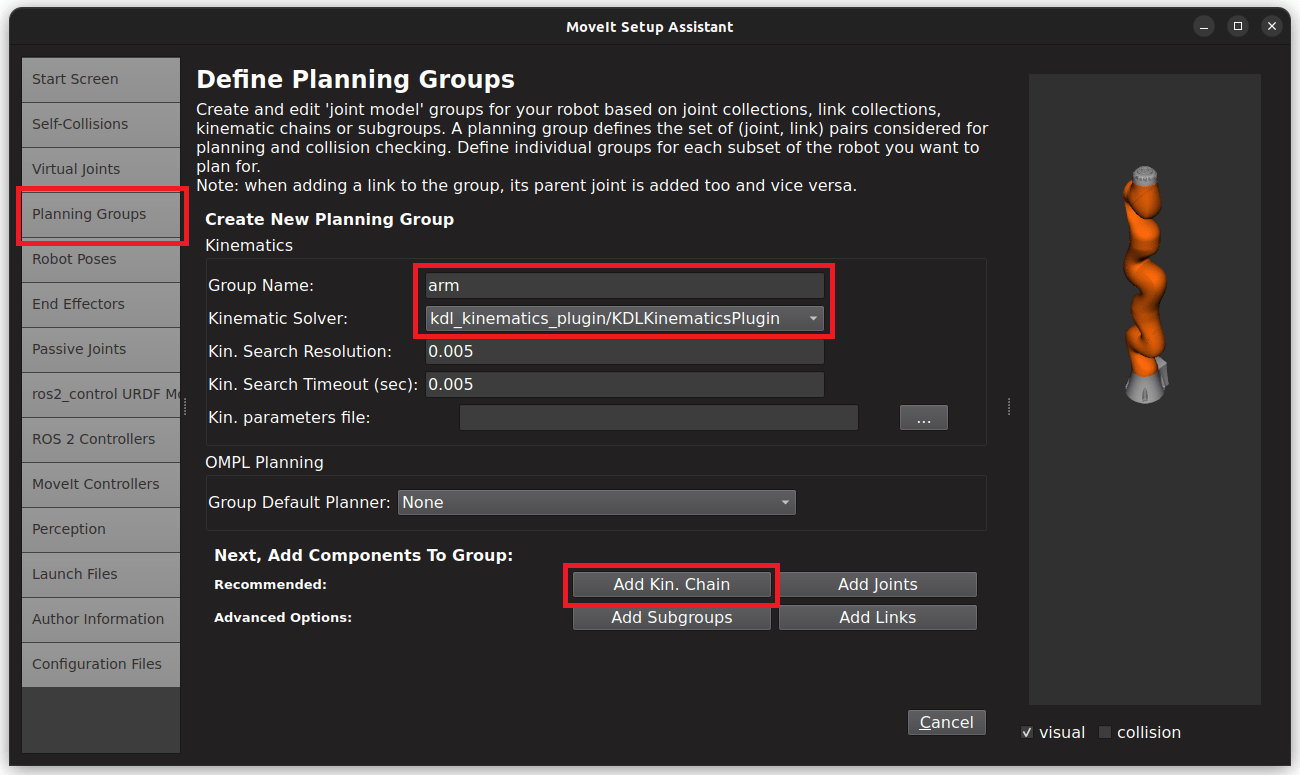 MoveIt Setup Assistant
Start Screen
Self-Collisions
Virtual Joints
Planning Groups
Robot Poses
End Effectors
Passive Joints
ros2_control URDF Mo
ROS 2 Controllers
MoveIt Controllers
Perception
Launch Files
Author Information
Configuration Files
Define Planning Groups
Create and edit 'joint model' groups for your robot based on joint collections, link collections,
kinematic chains or subgroups. A planning group defines the set of (joint, link) pairs considered for
planning and collision checking. Define individual groups for each subset of the robot you want to
plan for.
Note: when adding a link to the group, its parent joint is added too and vice versa.
Create New Planning Group
Kinematics
Group Name: arm
Kinematic Solver: kdl_kinematics_plugin/KDLKinematicsPlugin
Kin. Search Resolution: 0.005
Kin. Search Timeout (sec): 0.005
Kin. parameters file: ...
OMPL Planning
Group Default Planner: None
Next, Add Components To Group:
Recommended: Add Kin. Chain Add Joints
Advanced Options: Add Subgroups Add Links
Cancel
visual collision